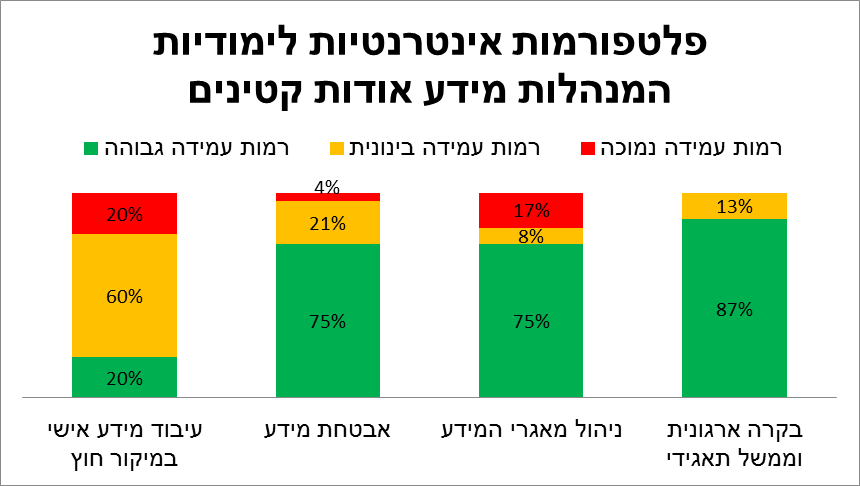 פלטפורמות אינטרנטיות לימודיות
המנהלות מידע אודות קטינים
רמות עמידה נמוכה
רמות עמידה בינונית
רמות עמידה גבוהה
13%
87%
17%
8%
75%
4%
21%
75%
20%
60%
20%
בקרה ארגונית
וממשל תאגידי
ניהול מאגרי המידע
אבטחת מידע
עיבוד מידע אישי
במיקור חוץ